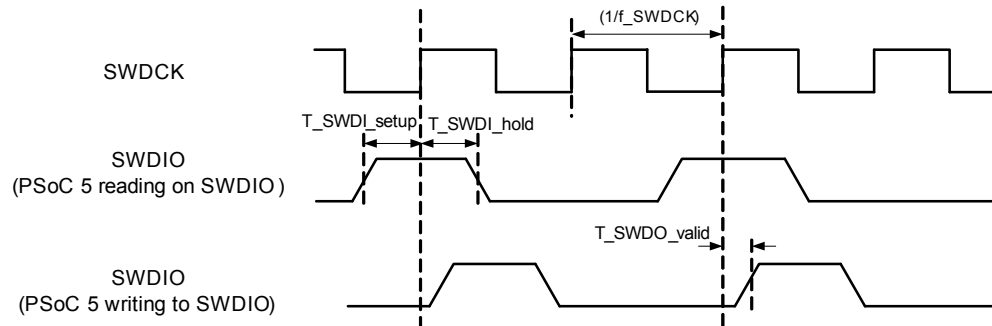 (1/f_SWDCK)
SWDCK
T_SWDI_setup T_SWDI_hold
SWDIO
(PSoC 5 reading on SWDIO)
T_SWDO_valid
SWDIO
(PSoC 5 writing to SWDIO)